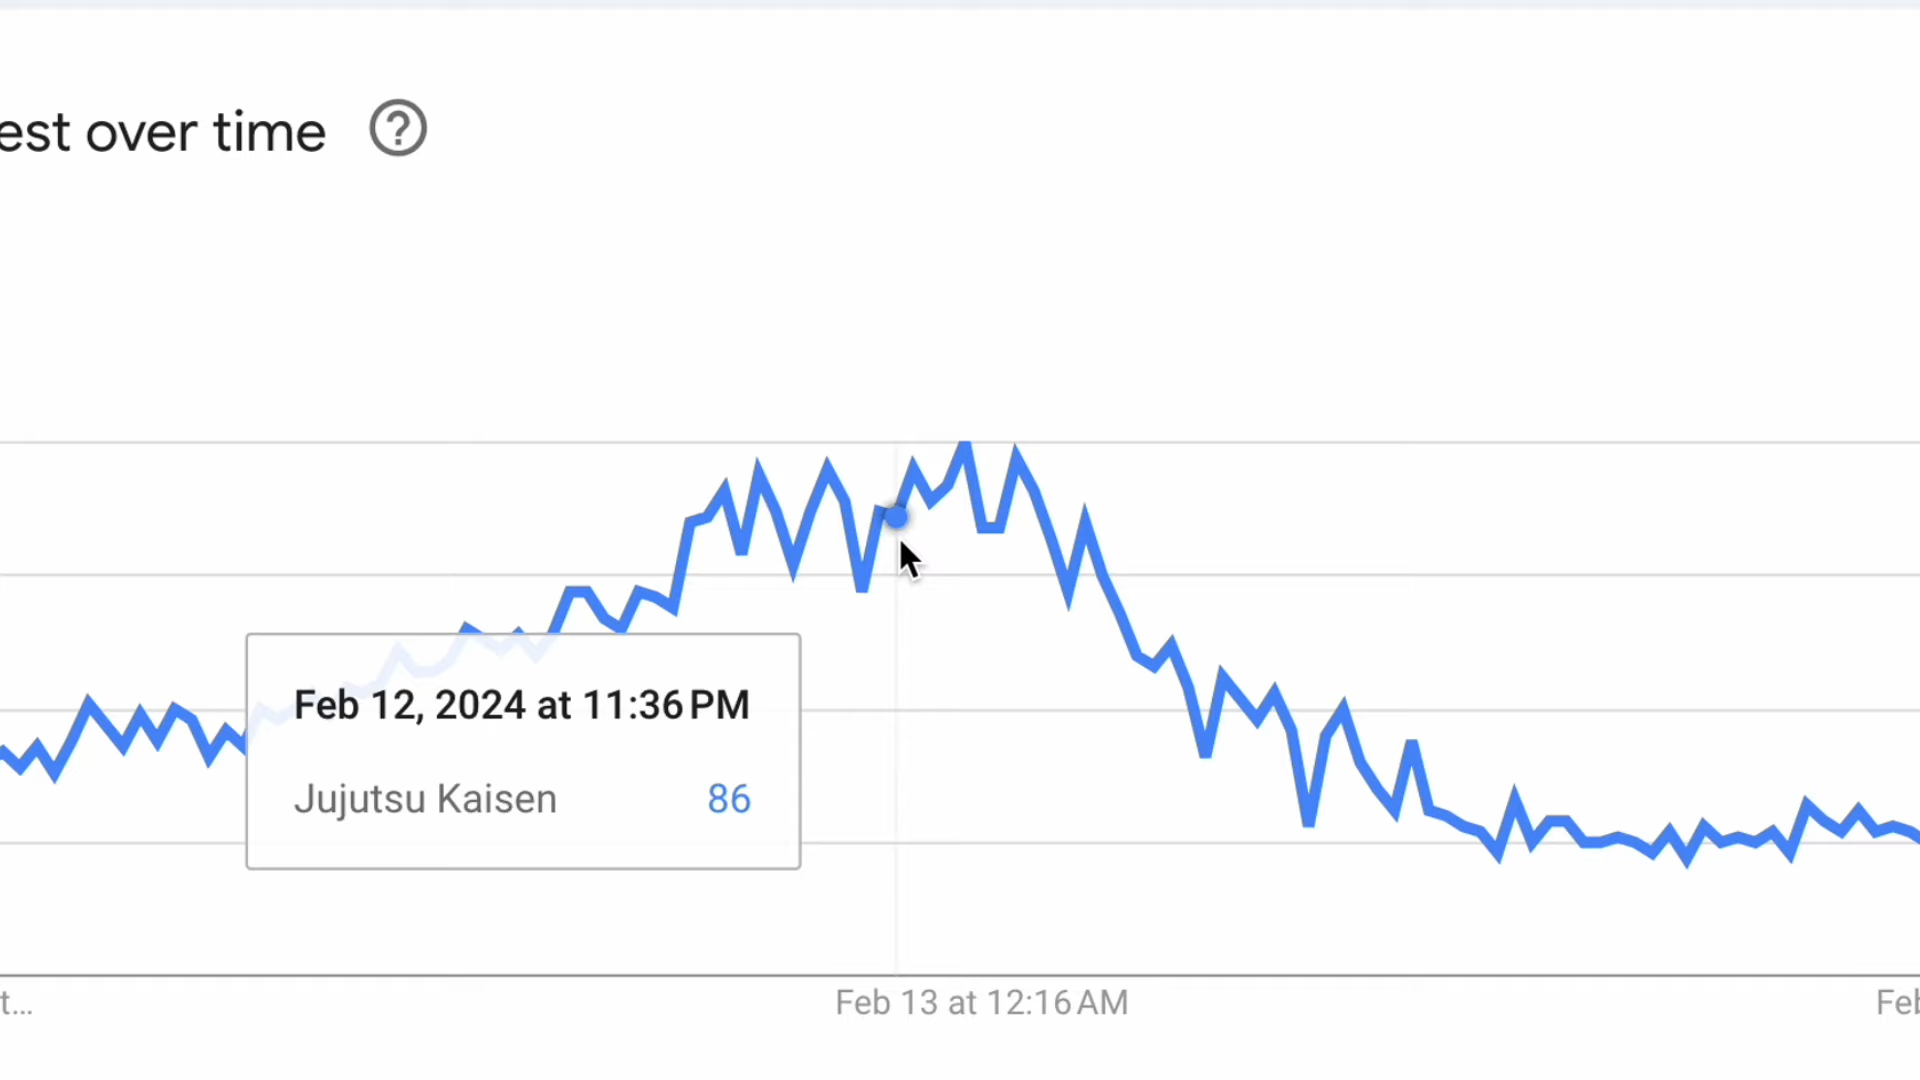 est over time ?
Feb 12, 2024 at 11:36 PM
Jujutsu Kaisen 86
t...
Feb 13 at 12:16 AM
Feb